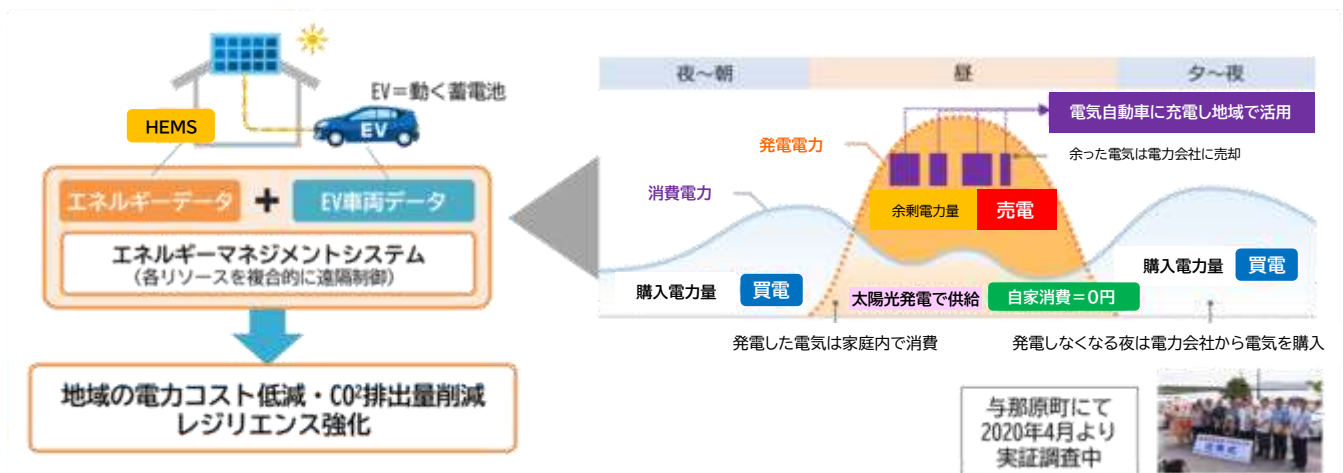 EV=動く蓄電池
HEMS
EV
エネルギーデータ
+
EV車両データ
エネルギーマネジメントシステム
(各リソースを複合的に遠隔制御)
地域の電力コスト低減・CO²排出量削減
レジリエンス強化
夜~朝
昼
夕~夜
電気自動車に充電し地域で活用
発電電力
余った電気は電力会社に売却
消費電力
余剰電力量
売電
購入電力量
買電
太陽光発電で供給
自家消費=0円
購入電力量
買電
発電した電気は家庭内で消費
発電しなくなる夜は電力会社から電気を購入
与那原町にて
2020年4月より
実証調査中